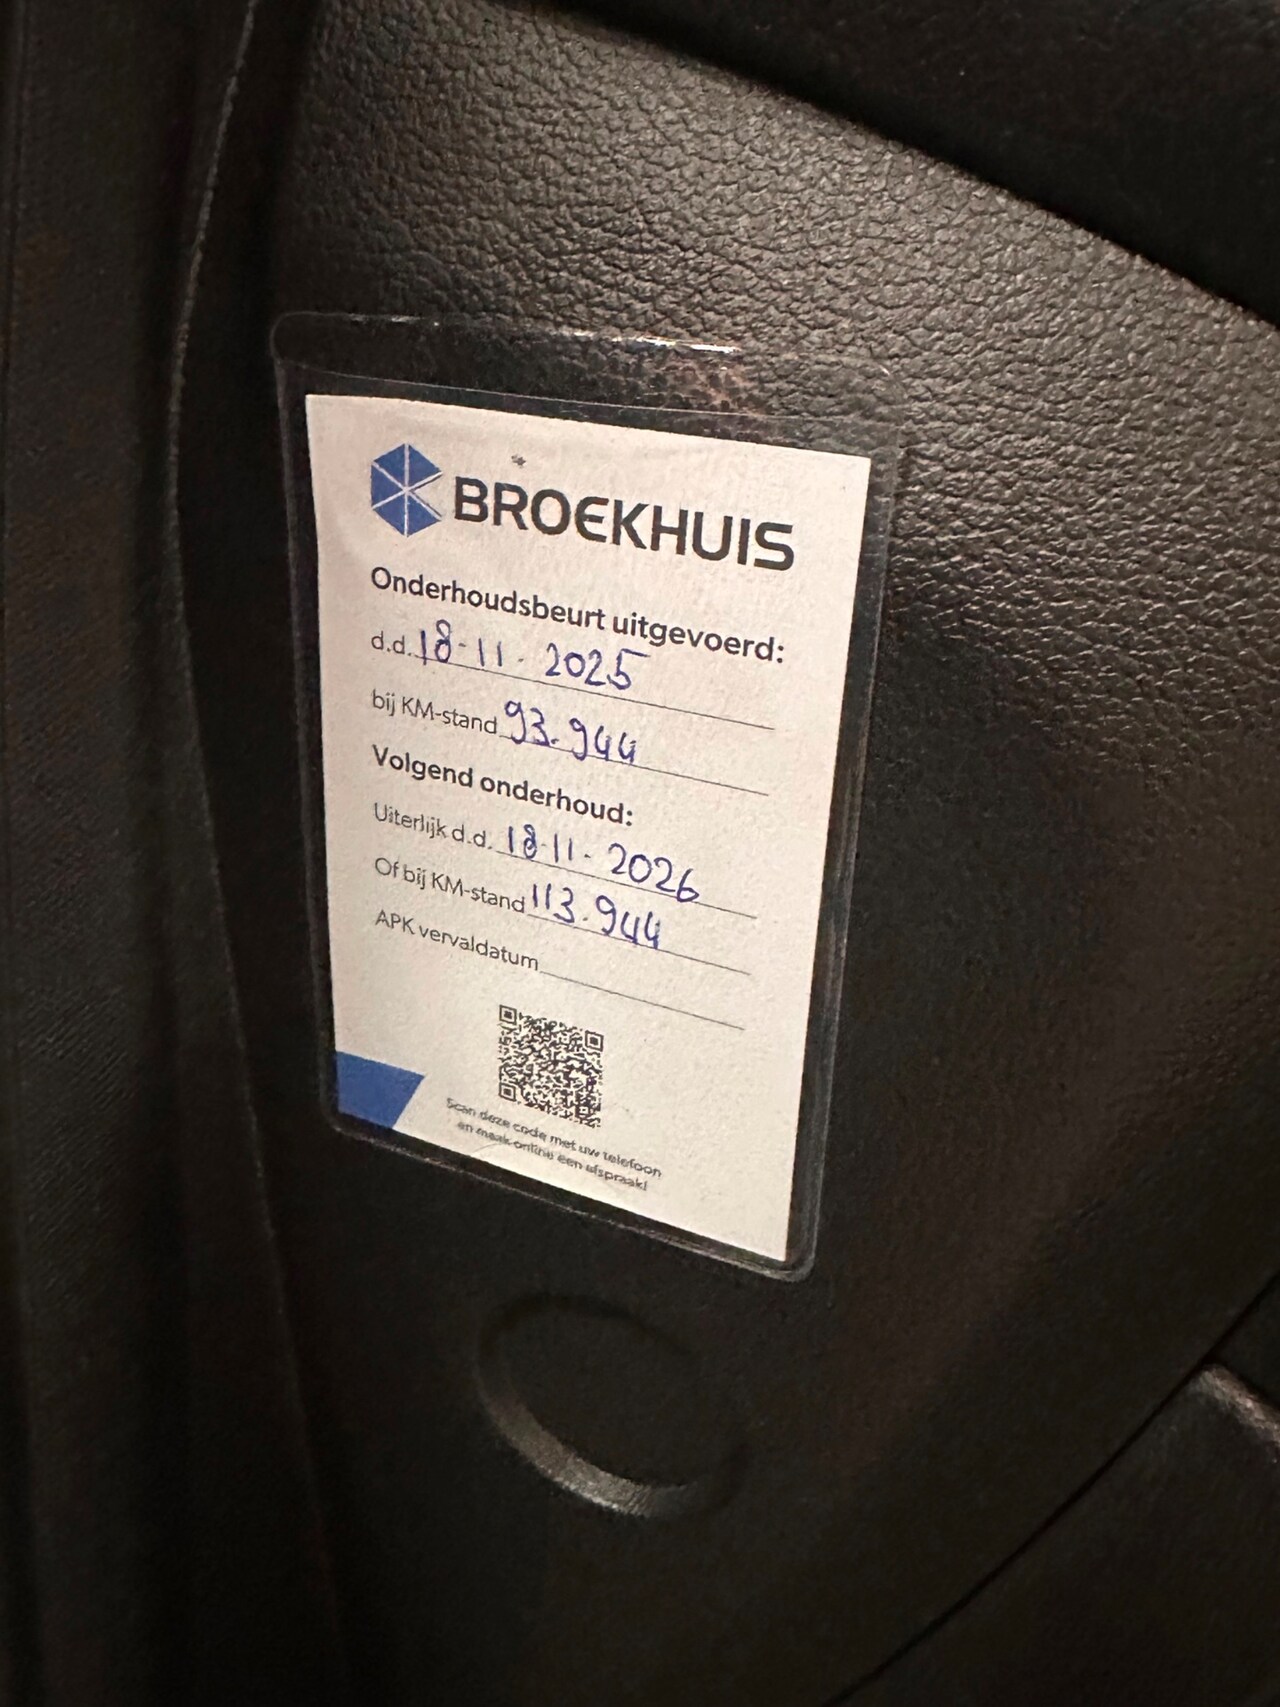 BROEKHUIS
Onderhoudsbeurt uitgevoerd:
d.d. 18-11-2025
bij KM-stand 93.944
Volgend onderhoud:
Uiterlijk d.d. 18-11-2026
Of bij KM-stand 113.944
APK vervaldatum
Scan deze code met uw telefoon
en maak online een afspraak!